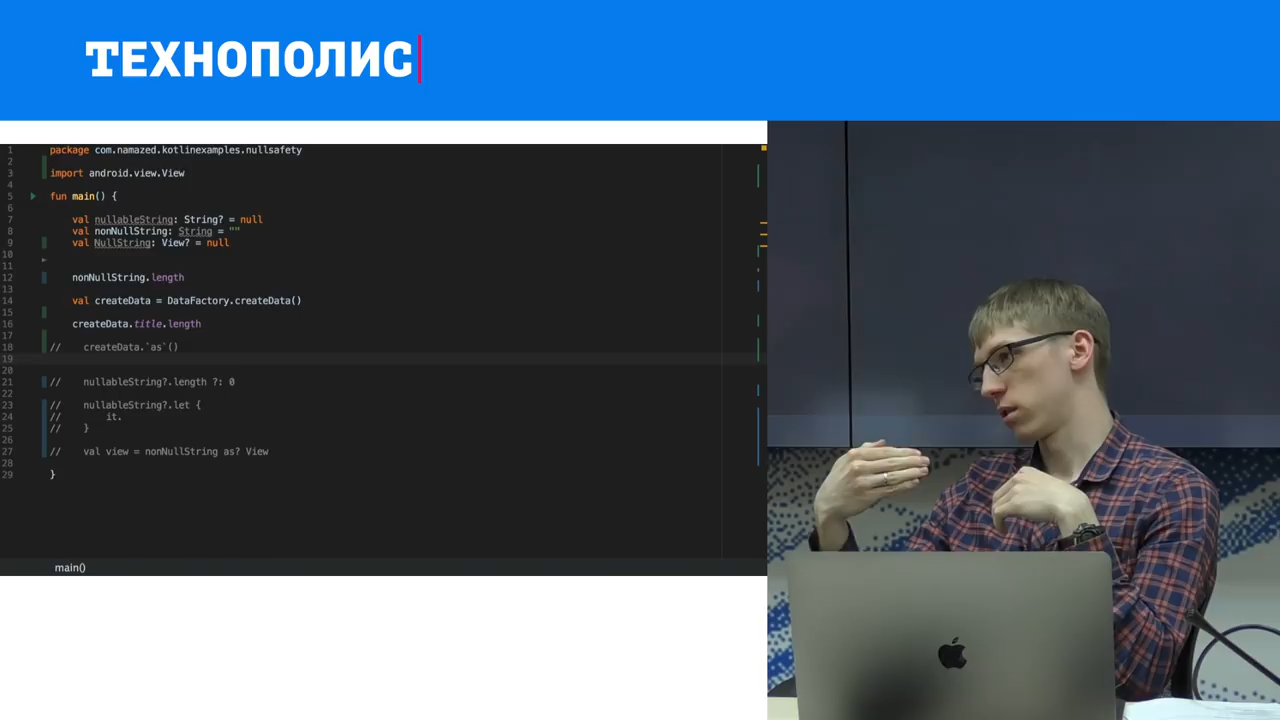 ТЕХНОПОЛИС
1 package com.namazed.kotlinexamples.nullsafety
2
3 import android.view.View
4
5 fun main() {
6
7 val nullableString: String? = null
8 val nonNullString: String = ""
9 val NullString: View? = null
10
11
12 nonNullString.length
13
14 val createData = DataFactory.createData()
15
16 createData.title.length
17
18 // createData.`as`()
19
20
21 // nullableString?.length ?: 0
22
23 // nullableString?.let {
24 // it.
25 // }
26
27 // val view = nonNullString as? View
28
29 }
main()